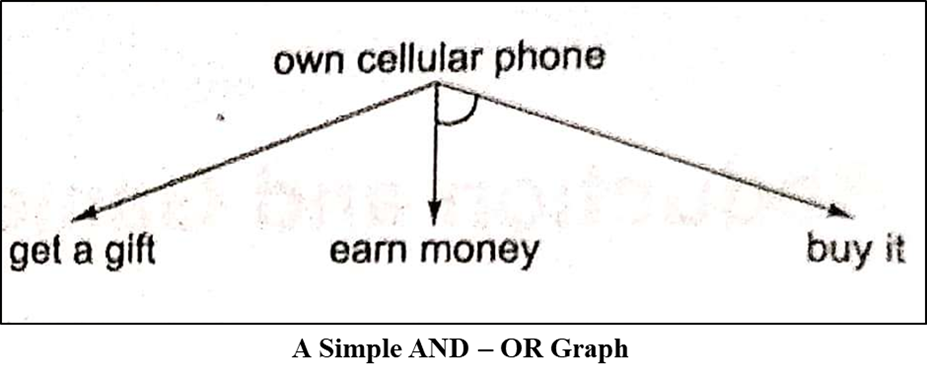 own cellular phone
get a gift earn money buy it
A Simple AND – OR Graph